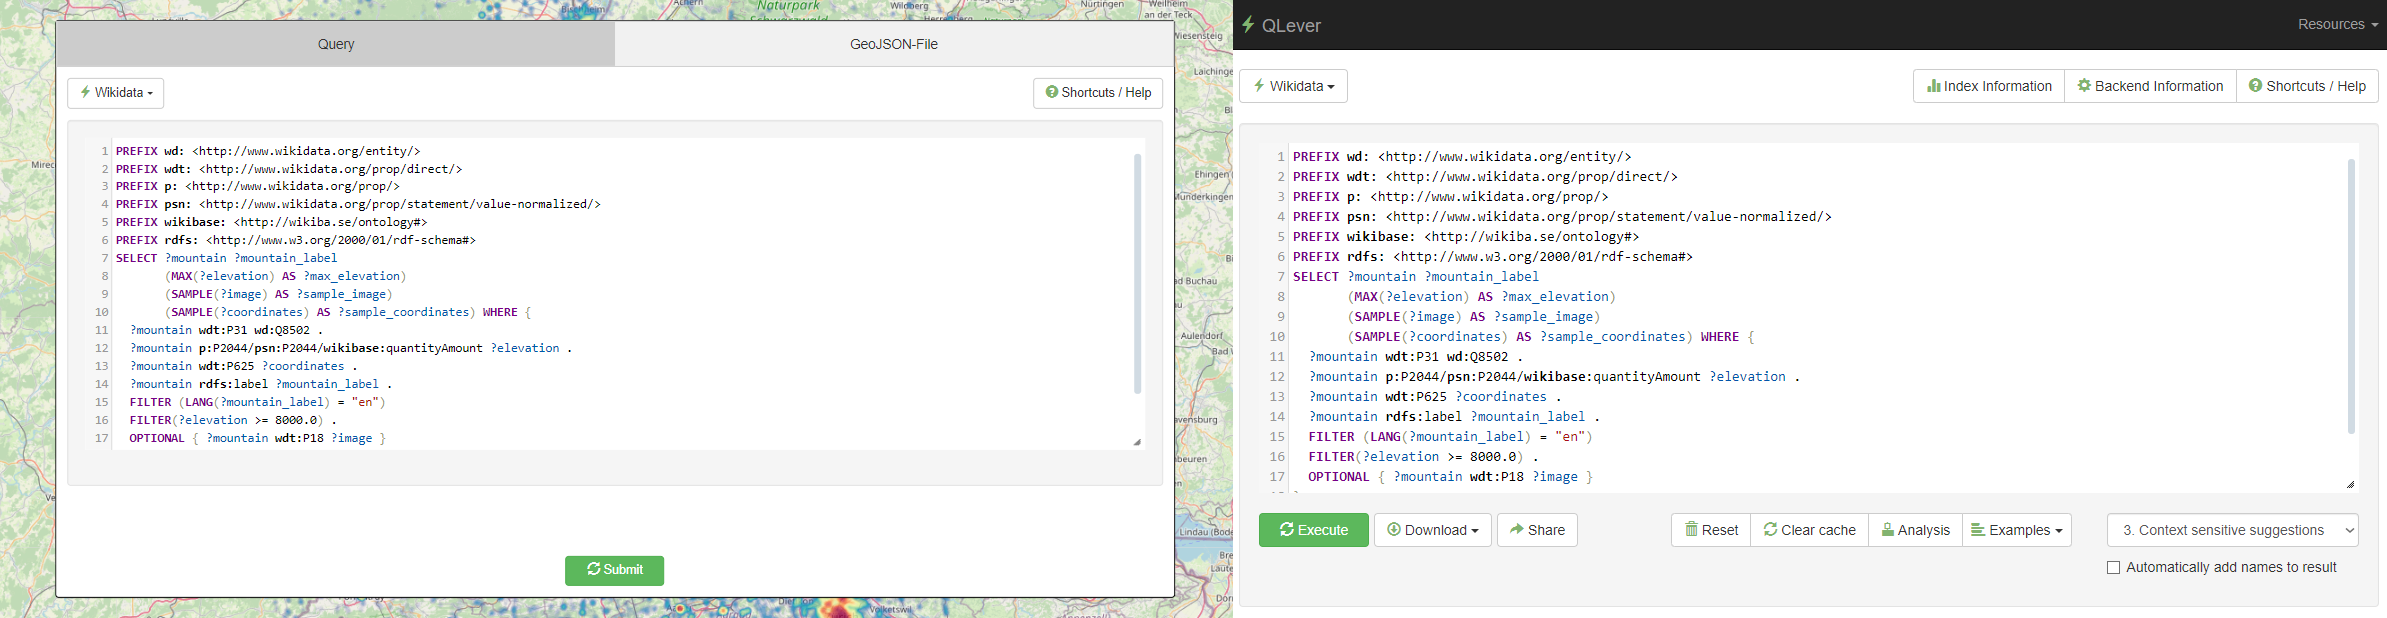 Bischheim
Achern
Naturpark
Schwarzwald
Wildberg
Herrenberg
Nürtingen
Weilheim
an der Teck
Wiesensteig
Laichingen
Ehingen (
Munderkingen
Bad Buchau
Aulendorf
Bad W
Ravensburg
Lindau (Bode
Bre
Laute
Dorn
Mirec
Ve
Volketswil
Query
GeoJSON-File
Wikidata
Shortcuts / Help
1 PREFIX wd: <http://www.wikidata.org/entity/>
2 PREFIX wdt: <http://www.wikidata.org/prop/direct/>
3 PREFIX p: <http://www.wikidata.org/prop/>
4 PREFIX psn: <http://www.wikidata.org/prop/statement/value-normalized/>
5 PREFIX wikibase: <http://wikiba.se/ontology#>
6 PREFIX rdfs: <http://www.w3.org/2000/01/rdf-schema#>
7 SELECT ?mountain ?mountain_label
8 (MAX(?elevation) AS ?max_elevation)
9 (SAMPLE(?image) AS ?sample_image)
10 (SAMPLE(?coordinates) AS ?sample_coordinates) WHERE {
11 ?mountain wdt:P31 wd:Q8502 .
12 ?mountain p:P2044/psn:P2044/wikibase:quantityAmount ?elevation .
13 ?mountain wdt:P625 ?coordinates .
14 ?mountain rdfs:label ?mountain_label .
15 FILTER (LANG(?mountain_label) = "en")
16 FILTER(?elevation >= 8000.0) .
17 OPTIONAL { ?mountain wdt:P18 ?image }
Submit
QLever
Resources
Wikidata
Index Information
Backend Information
Shortcuts / Help
1 PREFIX wd: <http://www.wikidata.org/entity/>
2 PREFIX wdt: <http://www.wikidata.org/prop/direct/>
3 PREFIX p: <http://www.wikidata.org/prop/>
4 PREFIX psn: <http://www.wikidata.org/prop/statement/value-normalized/>
5 PREFIX wikibase: <http://wikiba.se/ontology#>
6 PREFIX rdfs: <http://www.w3.org/2000/01/rdf-schema#>
7 SELECT ?mountain ?mountain_label
8 (MAX(?elevation) AS ?max_elevation)
9 (SAMPLE(?image) AS ?sample_image)
10 (SAMPLE(?coordinates) AS ?sample_coordinates) WHERE {
11 ?mountain wdt:P31 wd:Q8502 .
12 ?mountain p:P2044/psn:P2044/wikibase:quantityAmount ?elevation .
13 ?mountain wdt:P625 ?coordinates .
14 ?mountain rdfs:label ?mountain_label .
15 FILTER (LANG(?mountain_label) = "en")
16 FILTER(?elevation >= 8000.0) .
17 OPTIONAL { ?mountain wdt:P18 ?image }
Execute
Download
Share
Reset
Clear cache
Analysis
Examples
3. Context sensitive suggestions
Automatically add names to result